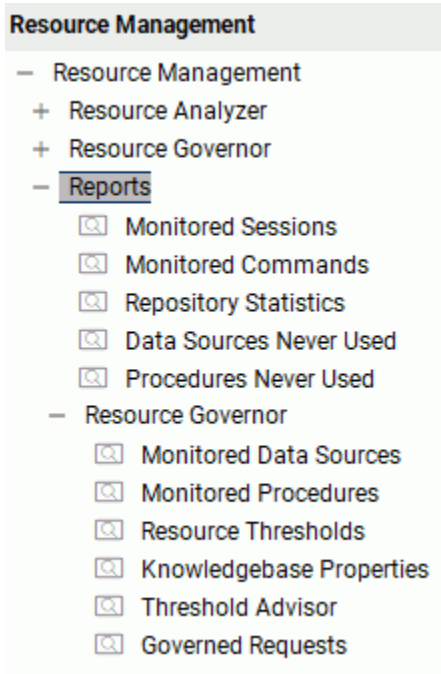 Resource Management
Resource Management
Resource Analyzer
Resource Governor
Reports
Monitored Sessions
Monitored Commands
Repository Statistics
Data Sources Never Used
Procedures Never Used
Resource Governor
Monitored Data Sources
Monitored Procedures
Resource Thresholds
Knowledgebase Properties
Threshold Advisor
Governed Requests